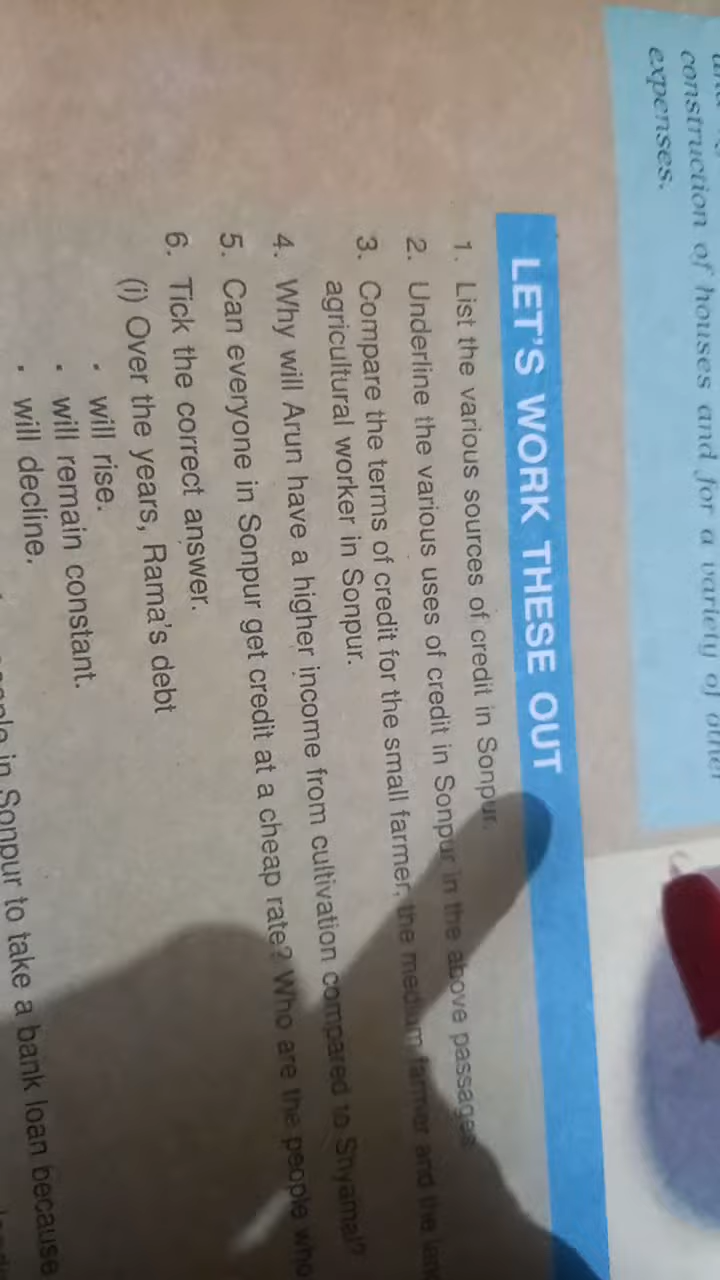 construction of houses and for a variety of other
expenses.
LET'S WORK THESE OUT
1. List the various sources of credit in Sonpur.
2. Underline the various uses of credit in Sonpur in the above passages
3. Compare the terms of credit for the small farmer, the medium farmer and the
agricultural worker in Sonpur.
4. Why will Arun have a higher income from cultivation compared to Shyamal?
5. Can everyone in Sonpur get credit at a cheap rate? Who are the people who
6. Tick the correct answer.
(i) Over the years, Rama's debt
• will rise.
• will remain constant.
• will decline.
in Sonpur to take a bank loan because